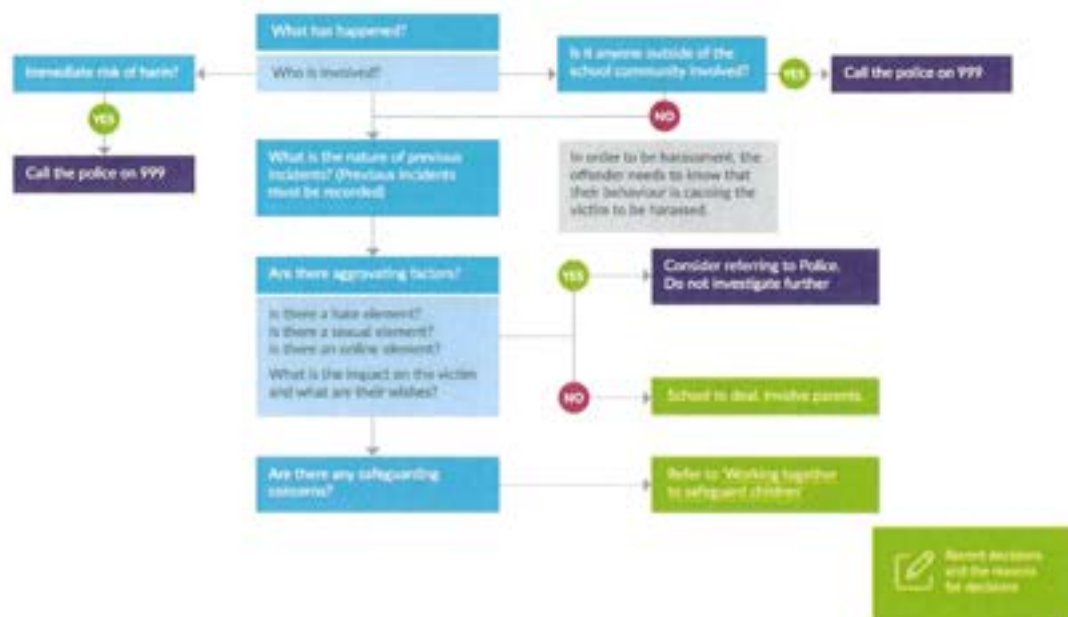 What has happened?
Who is involved?
Immediate risk of harm?
YES
Call the police on 999
Is it anyone outside of the
school community involved?
YES
Call the police on 999
NO
What is the nature of previous
incidents? (Previous incidents
must be recorded)
In order to be harassment, the
offender needs to know that
their behaviour is causing the
victim to be harassed.
Are there aggravating factors?
Is there a hate element?
Is there a sexual element?
Is there an online element?
What is the impact on the victim
and what are their wishes?
YES
Consider referring to Police.
Do not investigate further
NO
School to deal. Involve parents
Are there any safeguarding
concerns?
Refer to 'Working together
to safeguard children'
Record decisions
and the reasons
for decisions